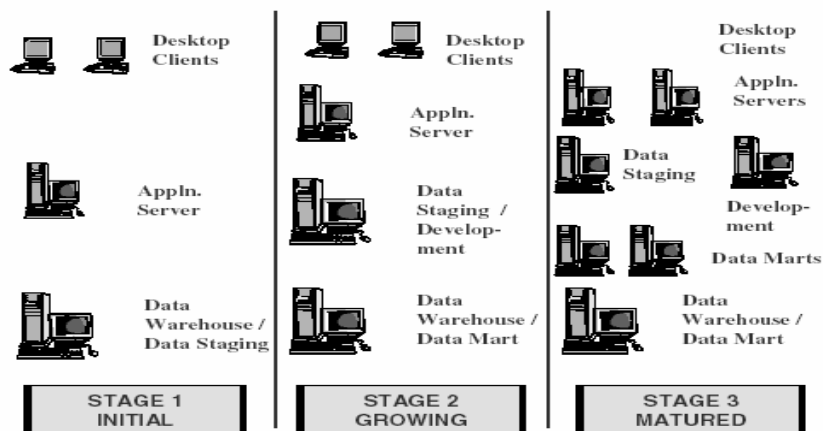 Desktop
Clients
Appln.
Server
Data
Warehouse /
Data Staging
STAGE 1
INITIAL
Desktop
Clients
Appln.
Server
Data
Staging /
Develop-
ment
Data
Warehouse /
Data Mart
STAGE 2
GROWING
Desktop
Clients
Appln.
Servers
Data
Staging
Develop-
ment
Data Marts
Data
Warehouse /
Data Mart
STAGE 3
MATURED